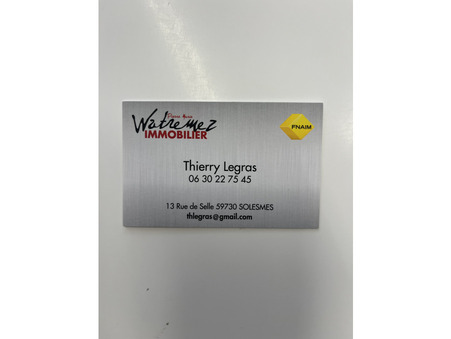 Watremez
IMMOBILIER
FNAIM
Thierry Legras
06 30 22 75 45
13 Rue de Selle 59730 SOLESMES
thlegras@gmail.com